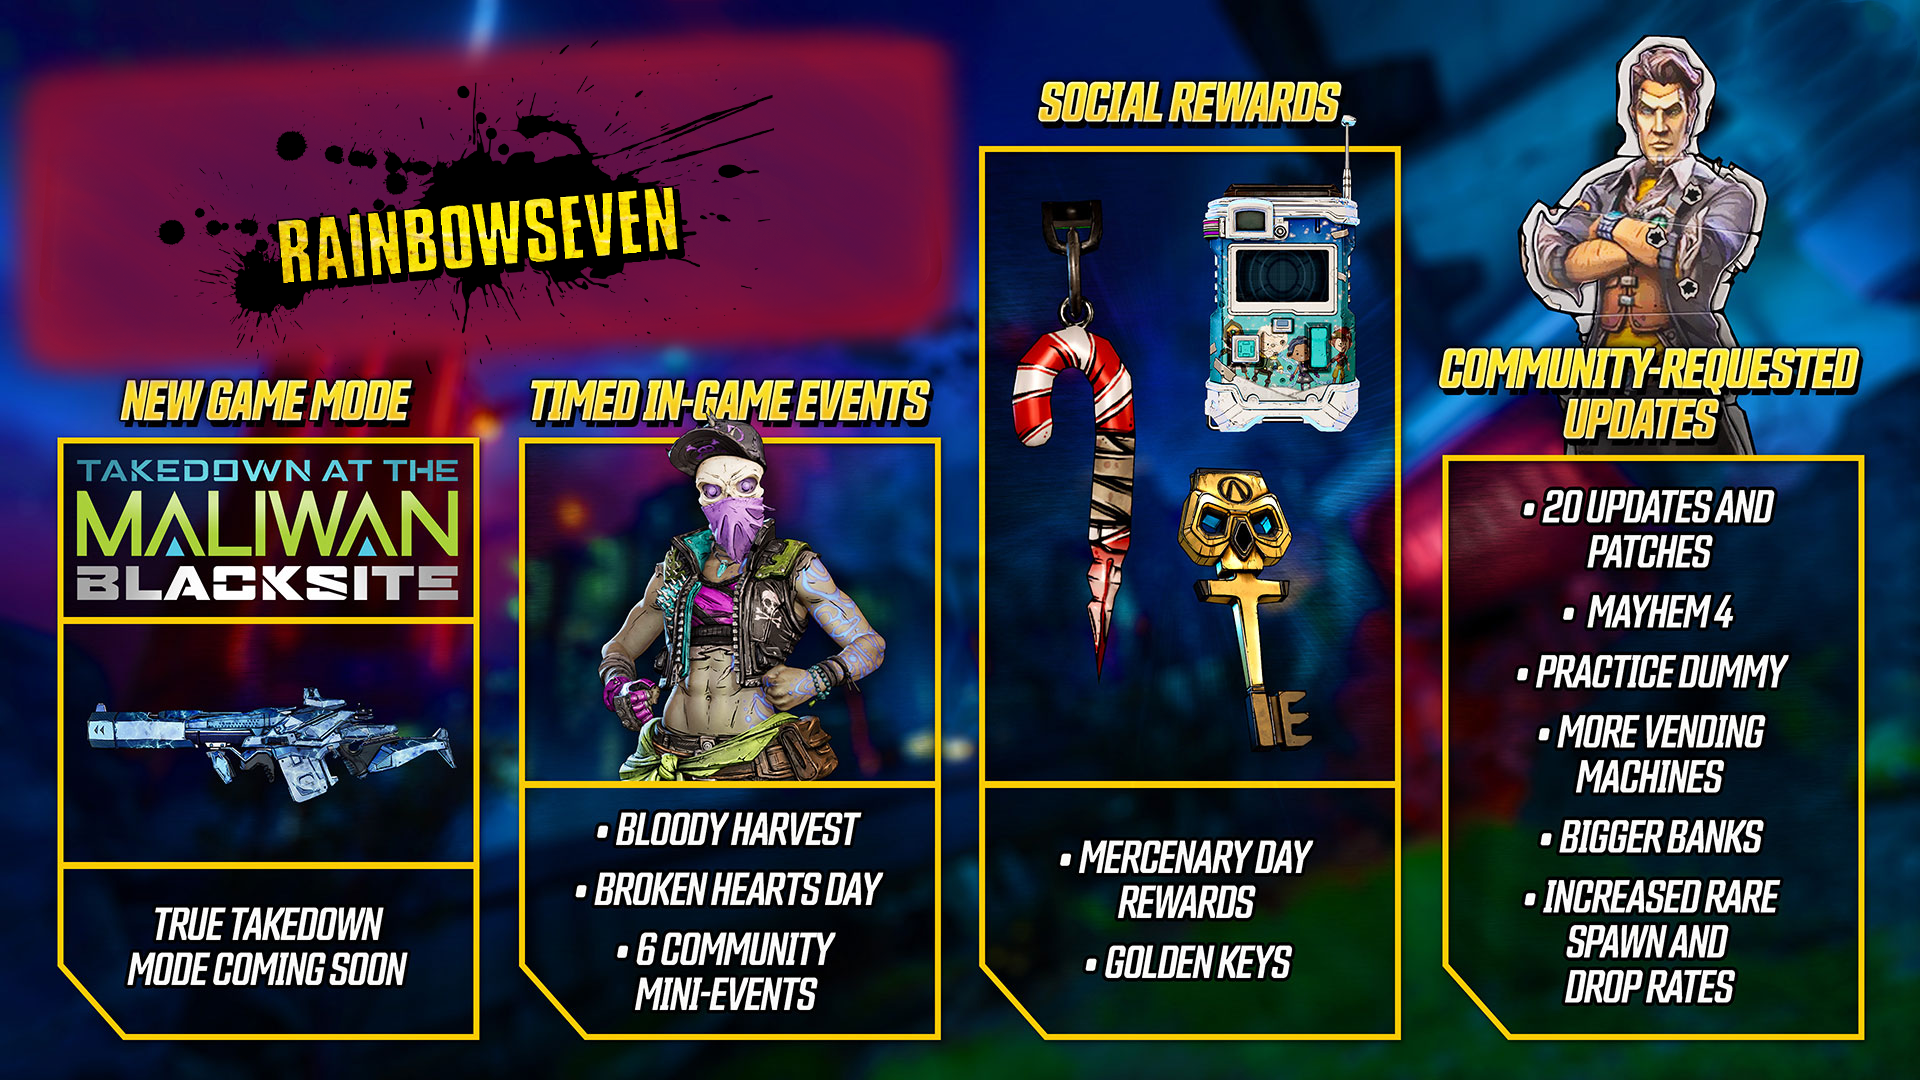 RAINBOWSEVEN
NEW GAME MODE
TAKEDOWN AT THE
MALIWAN
BLACKSITE
TRUE TAKEDOWN
MODE COMING SOON
TIMED IN-GAME EVENTS
• BLOODY HARVEST
• BROKEN HEARTS DAY
• 6 COMMUNITY
MINI-EVENTS
SOCIAL REWARDS
• MERCENARY DAY
REWARDS
• GOLDEN KEYS
COMMUNITY-REQUESTED
UPDATES
• 20 UPDATES AND
PATCHES
• MAYHEM 4
• PRACTICE DUMMY
• MORE VENDING
MACHINES
• BIGGER BANKS
• INCREASED RARE
SPAWN AND
DROP RATES